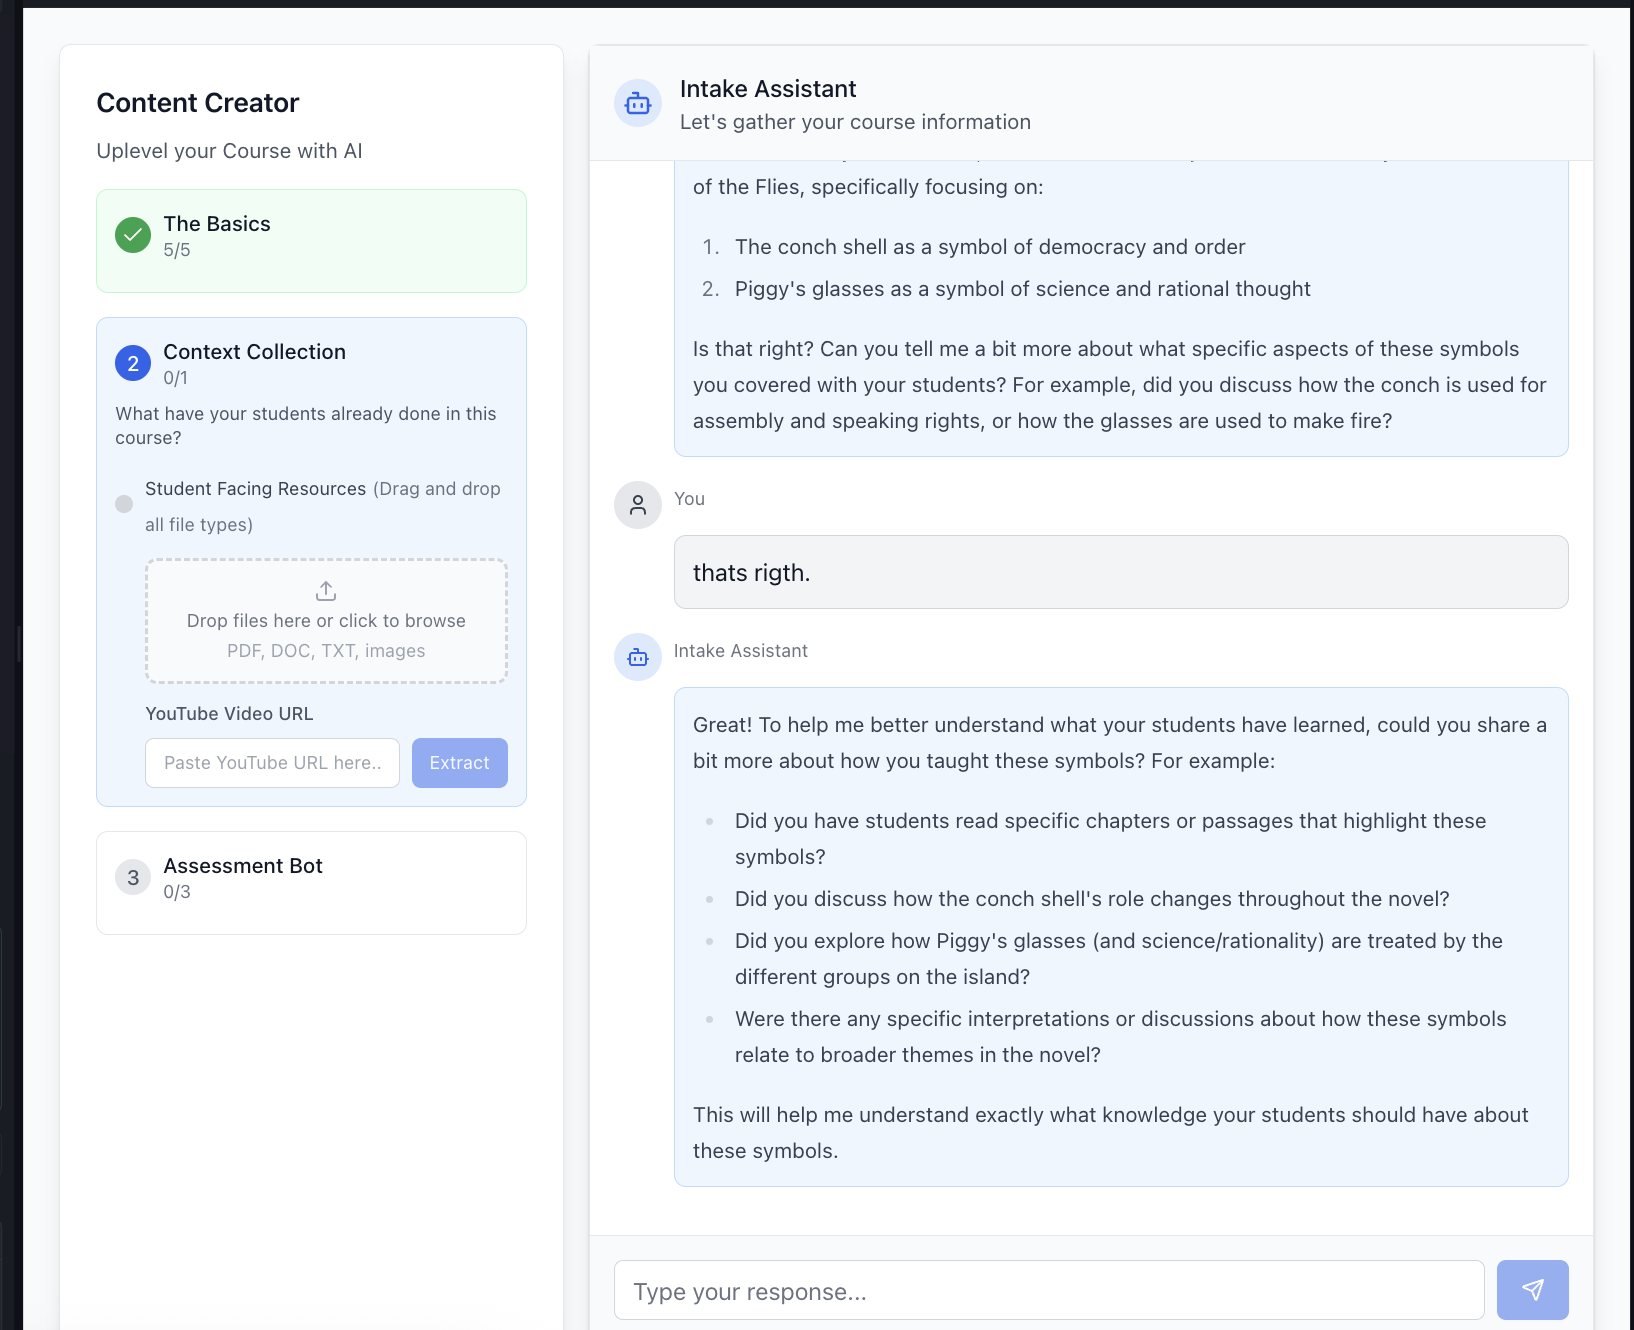 Content Creator
Uplevel your Course with AI
The Basics
5/5
2
Context Collection
0/1
What have your students already done in this
course?
Student Facing Resources (Drag and drop
all file types)
Drop files here or click to browse
PDF, DOC, TXT, images
YouTube Video URL
Paste YouTube URL here..
Extract
3
Assessment Bot
0/3
Intake Assistant
Let's gather your course information
of the Flies, specifically focusing on:
1. The conch shell as a symbol of democracy and order
2. Piggy's glasses as a symbol of science and rational thought
Is that right? Can you tell me a bit more about what specific aspects of these symbols
you covered with your students? For example, did you discuss how the conch is used for
assembly and speaking rights, or how the glasses are used to make fire?
You
thats rigth.
Intake Assistant
Great! To help me better understand what your students have learned, could you share a
bit more about how you taught these symbols? For example:
• Did you have students read specific chapters or passages that highlight these
symbols?
• Did you discuss how the conch shell's role changes throughout the novel?
• Did you explore how Piggy's glasses (and science/rationality) are treated by the
different groups on the island?
• Were there any specific interpretations or discussions about how these symbols
relate to broader themes in the novel?
This will help me understand exactly what knowledge your students should have about
these symbols.
Type your response...